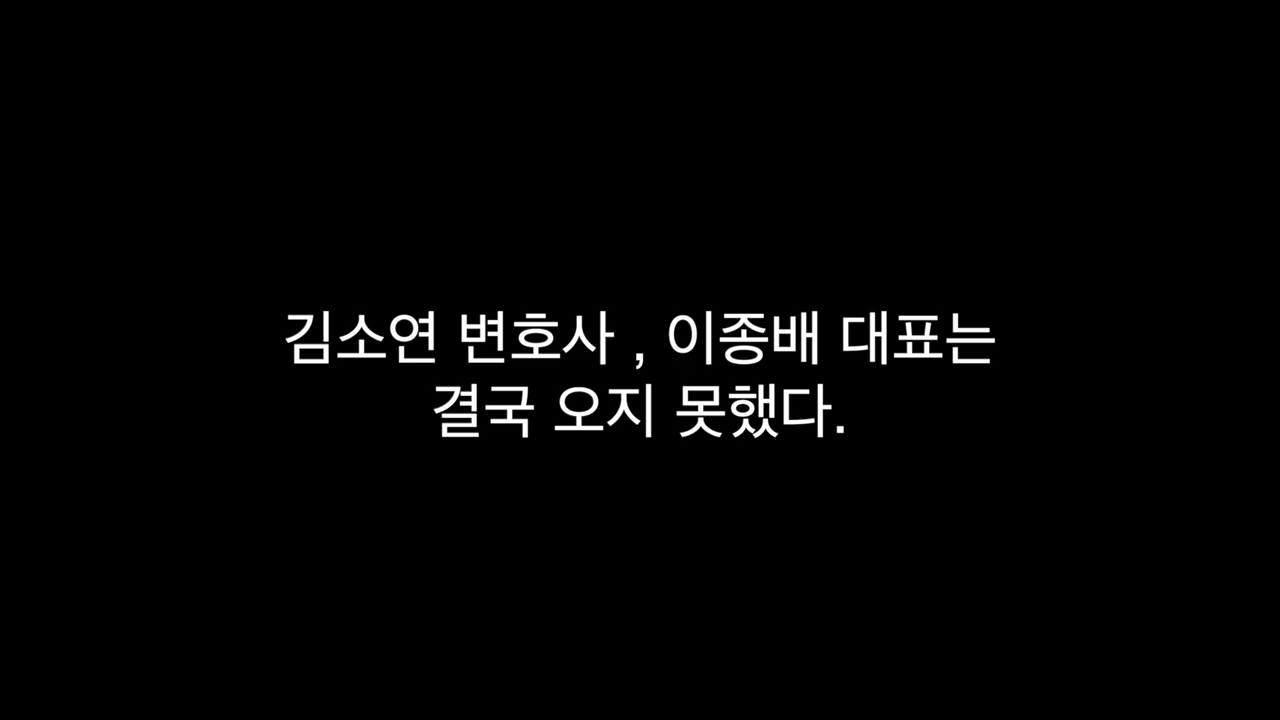 김소연 변호사 , 이종배 대표는
결국 오지 못했다.